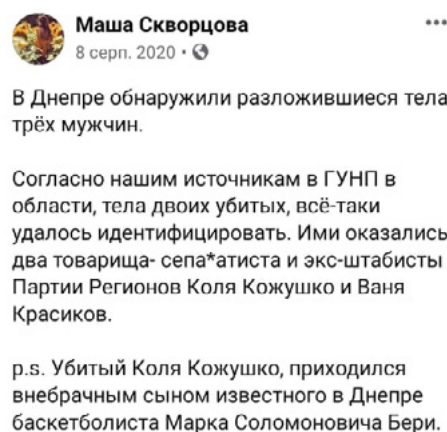 Маша Скворцова
8 серп. 2020
В Днепре обнаружили разложившиеся тела
трёх мужчин.
Согласно нашим источникам в ГУНП в
области, тела двоих убитых, всё-таки
удалось идентифицировать. Ими оказались
два товарища- сепа*атиста и экс-штабисты
Партии Регионов Коля Кожушко и Ваня
Красиков.
p.s. Убитый Коля Кожушко, приходился
внебрачным сыном известного в Днепре
баскетболиста Марка Соломоновича Бери.